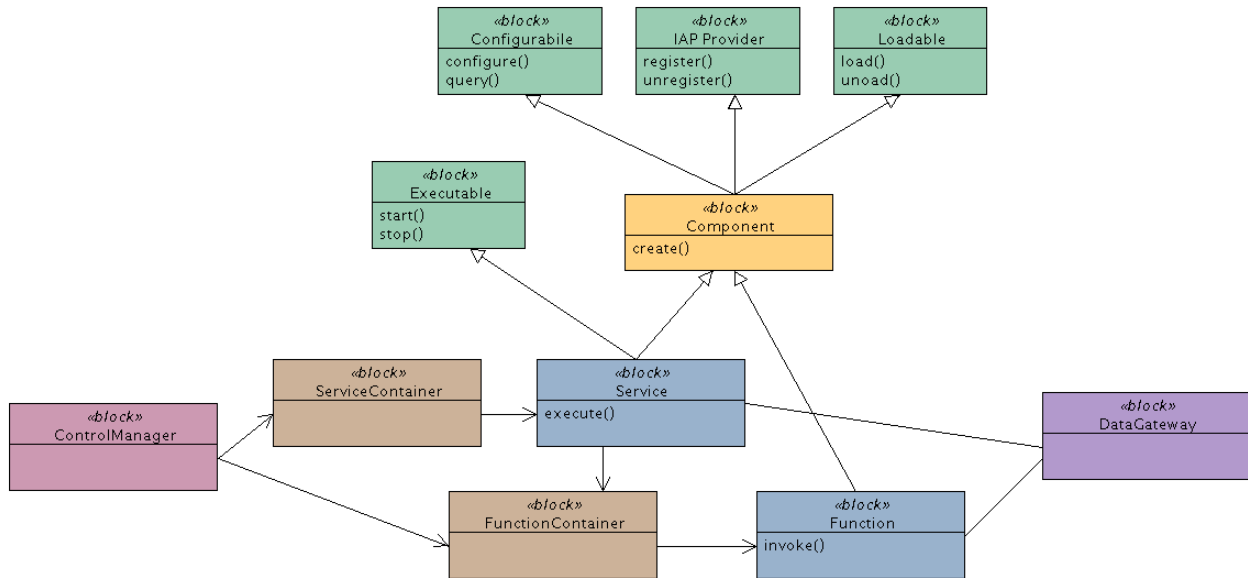 «block»
Configurabile
configure()
query()
«block»
IAP Provider
register()
unregister()
«block»
Loadable
load()
unoad()
«block»
Executable
start()
stop()
«block»
Component
create()
«block»
ServiceContainer
«block»
Service
execute()
«block»
ControlManager
«block»
DataGateway
«block»
FunctionContainer
«block»
Function
invoke()